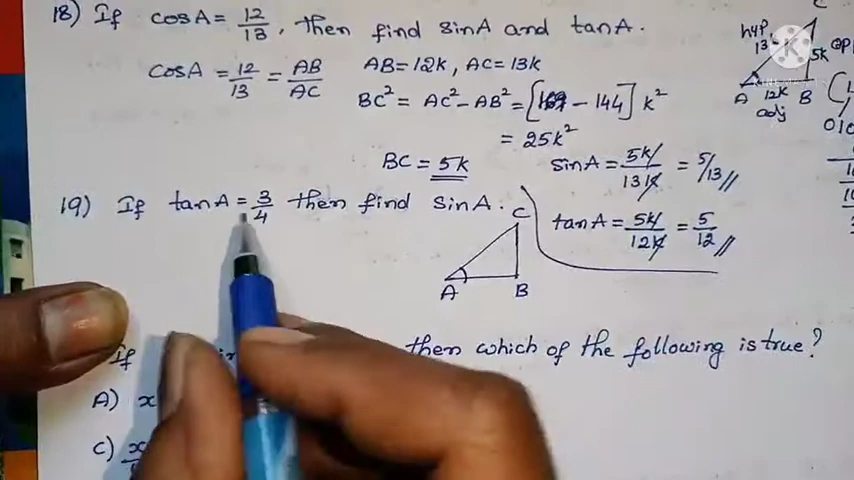 18) If cosA = 12/13, Then find sinA and tanA.
cosA = 12/13 = AB/AC AB = 12k, AC = 13k
BC² = AC² - AB² = [169 - 144] k²
= 25k²
BC = 5k
sinA = 5k/13k = 5/13 //
tanA = 5k/12k = 5/12 //
hyp
13k
5k
A 12k B
adj
C
19) If tanA = 3/4 then find sinA.
C
A B
If then which of the following is true?
A) x
C) x